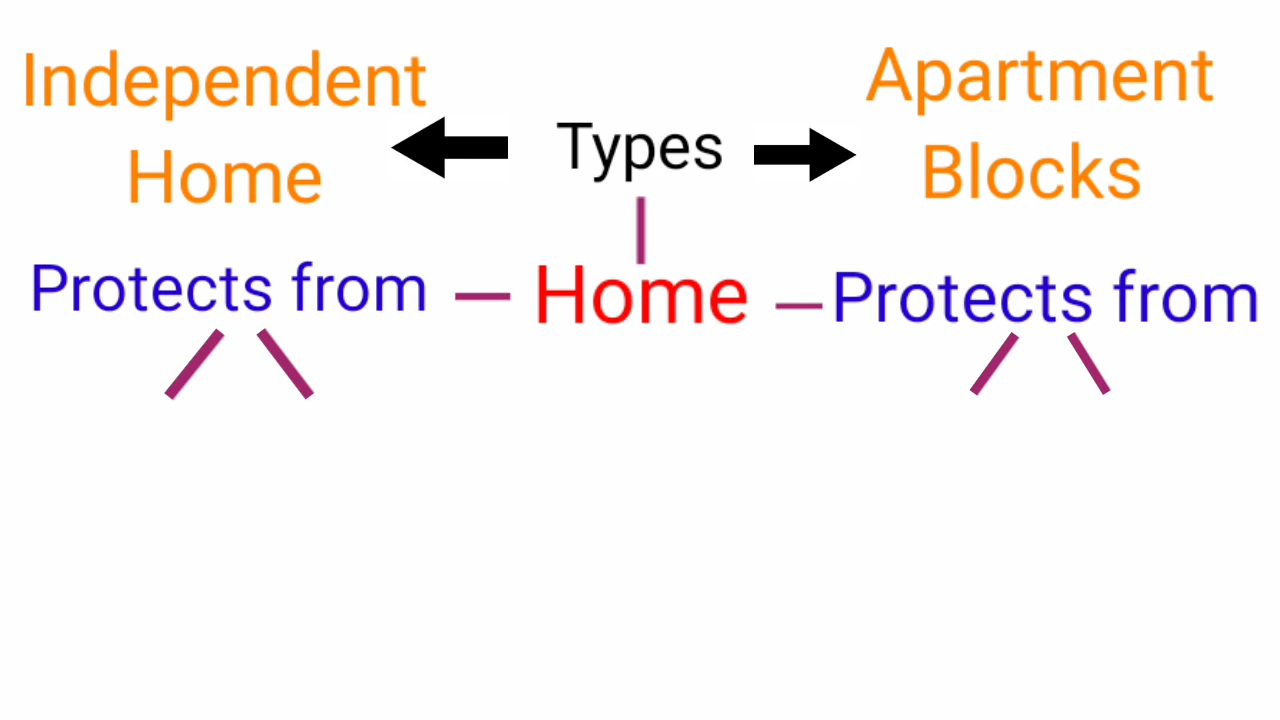 Independent
Home
Types
Apartment
Blocks
Protects from
Home
Protects from